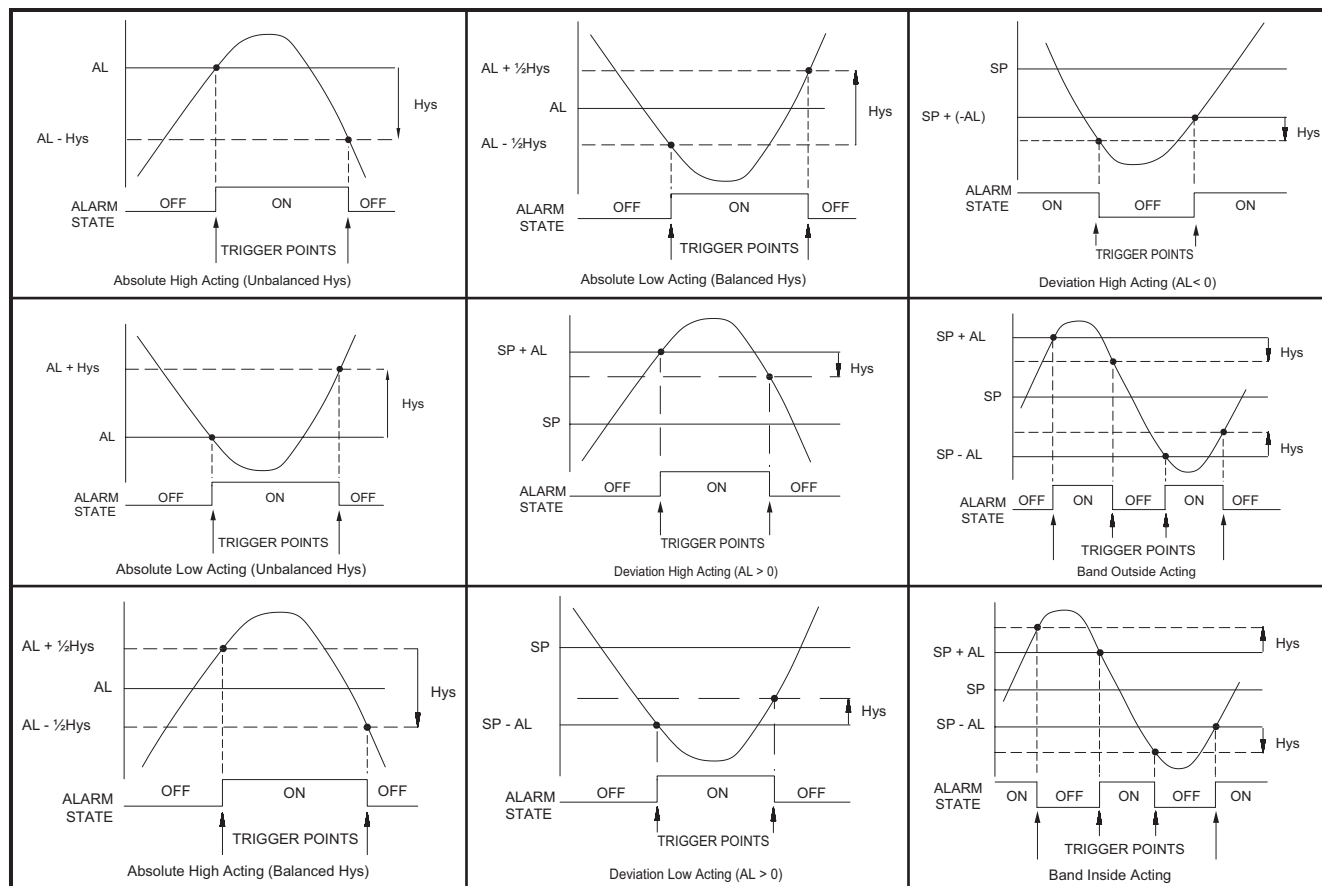 AL
Hys
AL - Hys
OFF ON OFF
ALARM
STATE
TRIGGER POINTS
Absolute High Acting (Unbalanced Hys)
AL + ½Hys
AL
Hys
AL - ½Hys
OFF ON OFF
ALARM
STATE
TRIGGER POINTS
Absolute Low Acting (Balanced Hys)
SP
SP + (-AL)
Hys
ALARM
STATE
ON OFF ON
TRIGGER POINTS
Deviation High Acting (AL< 0)
AL + Hys
Hys
AL
OFF ON OFF
ALARM
STATE
TRIGGER POINTS
Absolute Low Acting (Unbalanced Hys)
SP + AL
Hys
SP
OFF ON OFF
ALARM
STATE
TRIGGER POINTS
Deviation High Acting (AL > 0)
SP + AL
Hys
SP
Hys
SP - AL
OFF ON OFF ON OFF
ALARM
STATE
TRIGGER POINTS
Band Outside Acting
AL + ½Hys
AL
Hys
AL - ½Hys
OFF ON OFF
ALARM
STATE
TRIGGER POINTS
Absolute High Acting (Balanced Hys)
SP
Hys
SP - AL
OFF ON OFF
ALARM
STATE
TRIGGER POINTS
Deviation Low Acting (AL > 0)
Hys
SP + AL
SP
SP - AL
Hys
ALARM
STATE
ON OFF ON OFF ON
TRIGGER POINTS
Band Inside Acting